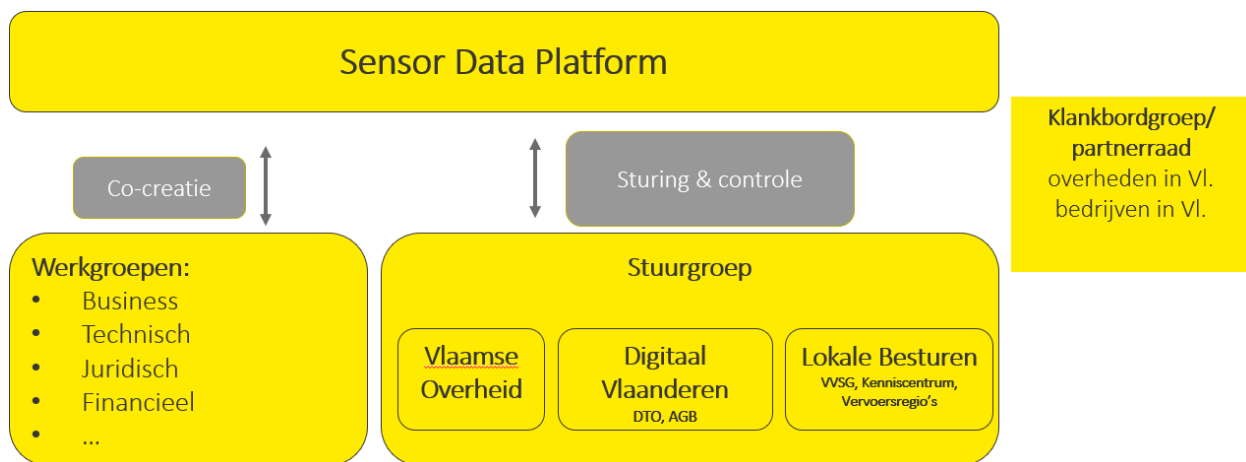 Sensor Data Platform
Klankbordgroep/
partnerraad
overheden in Vl.
bedrijven in Vl.
Co-creatie
Sturing & controle
Werkgroepen:
• Business
• Technisch
• Juridisch
• Financieel
• ...
Stuurgroep
Vlaamse
Overheid
Digitaal
Vlaanderen
DTO, AGB
Lokale Besturen
VVSG, Kenniscentrum,
Vervoersregio's